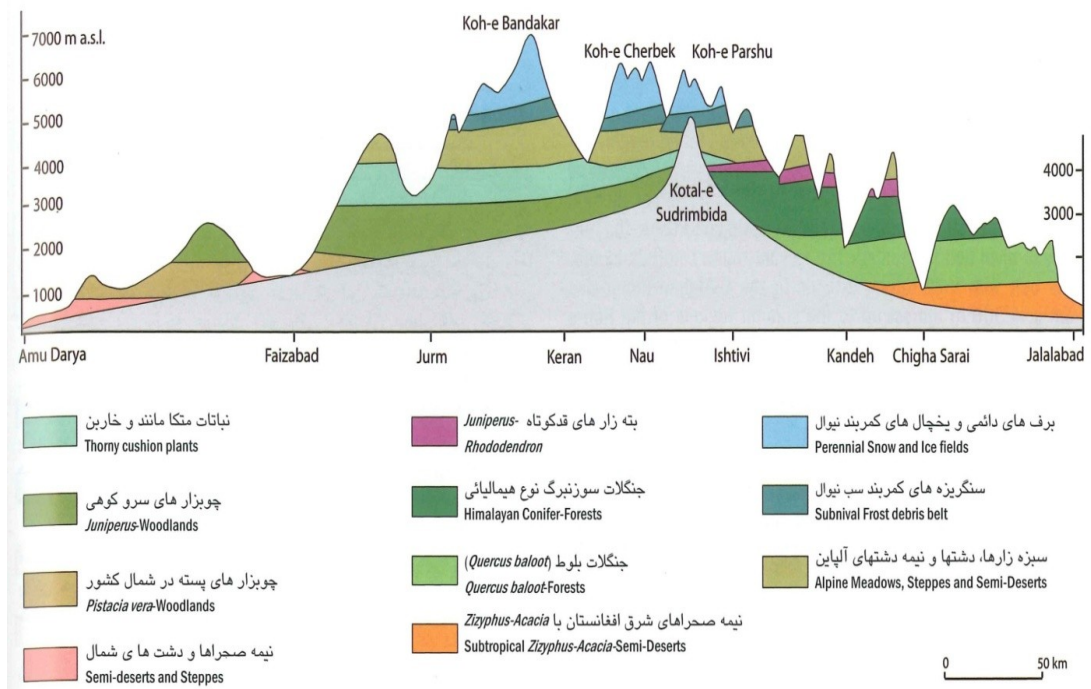 Koh-e Bandakar
Koh-e Cherbek
Koh-e Parshu
7000 m a.s.l.
6000
5000
4000
3000
2000
1000
4000
3000
Kotal-e
Sudrimbida
Amu Darya
Faizabad
Jurm
Keran
Nau
Ishtivi
Kandeh
Chigha Sarai
Jalalabad
نباتات متکا مانند و خاربن
Thorny cushion plants
چوبزار های سرو کوهی
Juniperus-Woodlands
چوبزار های پسته در شمال کشور
Pistacia vera-Woodlands
نیمه صحراها و دشت ها ی شمال
Semi-deserts and Steppes
بته زار های قدکوتاه Juniperus-
Rhododendron
جنگلات سوزنبرگ نوع هیمالیائی
Himalayan Conifer-Forests
جنگلات بلوط (Quercus baloot)
Quercus baloot-Forests
نیمه صحراهای شرق افغانستان با Zizyphus-Acacia
Subtropical Zizyphus-Acacia-Semi-Deserts
برف های دائمی و یخچال های کمربند نیوال
Perennial Snow and Ice fields
سنگریزه های کمربند سب نیوال
Subnival Frost debris belt
سبزه زارها، دشتها و نیمه دشتهای آلپاین
Alpine Meadows, Steppes and Semi-Deserts
0 50 km